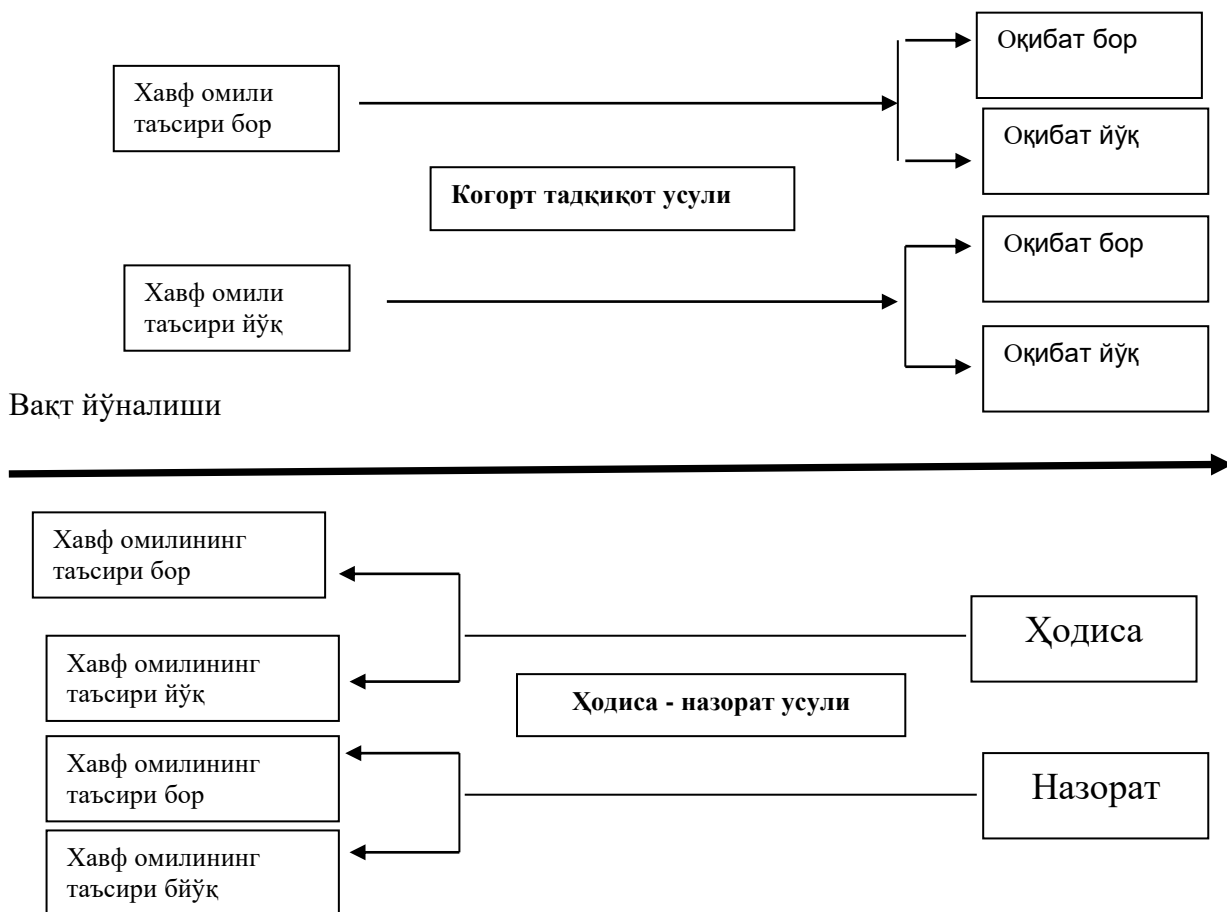 Оқибат бор
Хавф омили
таъсири бор
Оқибат йўқ
Когорт тадқиқот усули
Оқибат бор
Хавф омили
таъсири йўқ
Оқибат йўқ
Вақт йўналиши
Хавф омилининг
таъсири бор
Ҳодиса
Хавф омилининг
таъсири йўқ
Ҳодиса - назорат усули
Хавф омилининг
таъсири бор
Назорат
Хавф омилининг
таъсири бйўқ